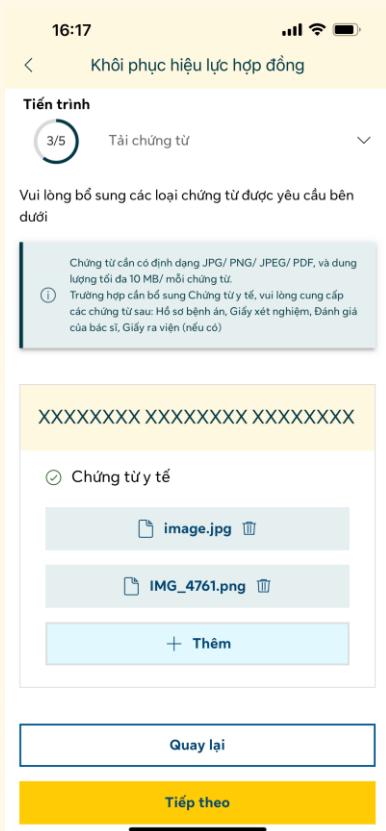 16:17
Khôi phục hiệu lực hợp đồng
Tiến trình
3/5
Tải chứng từ
Vui lòng bổ sung các loại chứng từ được yêu cầu bên
dưới
Chứng từ cần có định dạng JPG/ PNG/ JPEG/ PDF, và dung
lượng tối đa 10 MB/ mỗi chứng từ.
Trường hợp cần bổ sung Chứng từ y tế, vui lòng cung cấp
các chứng từ sau: Hồ sơ bệnh án, Giấy xét nghiệm, Đánh giá
của bác sĩ, Giấy ra viện (nếu có)
XXXXXXXX XXXXXXXX XXXXXXXX
Chứng từ y tế
image.jpg
IMG_4761.png
Thêm
Quay lại
Tiếp theo